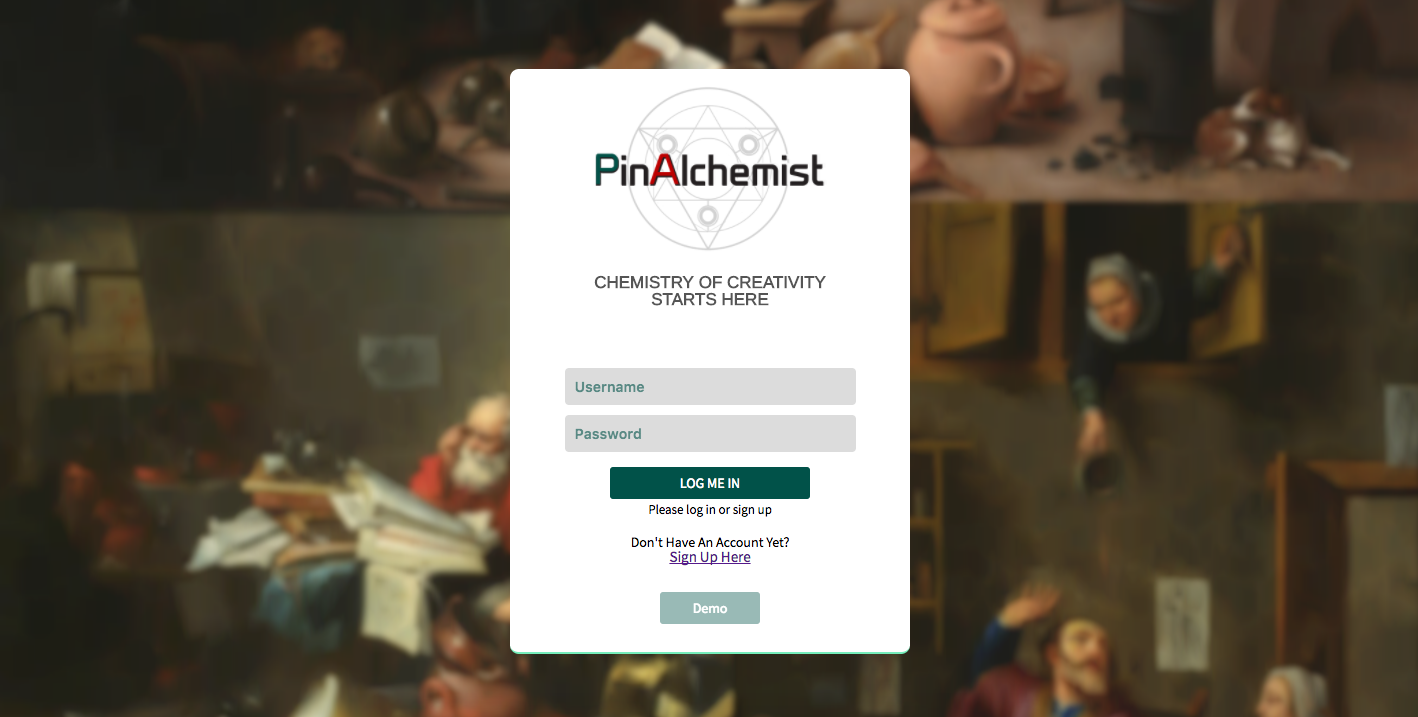 PinAlchemist
CHEMISTRY OF CREATIVITY
STARTS HERE
Username
Password
LOG ME IN
Please log in or sign up
Don't Have An Account Yet?
Sign Up Here
Demo